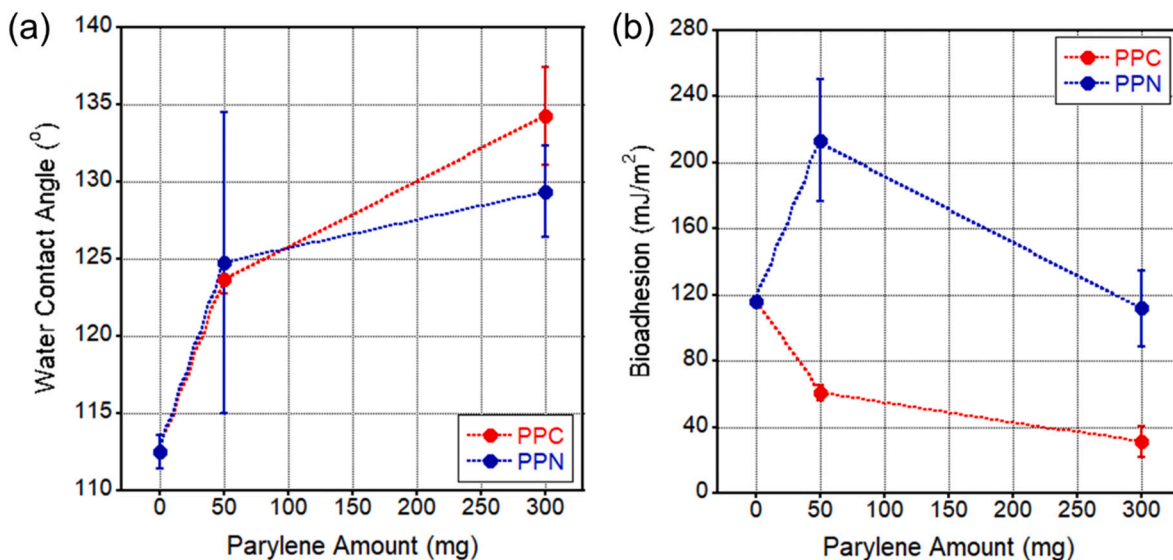 (a)
140
135
130
125
120
115
110
Water Contact Angle (°)
PPC
PPN
0 50 100 150 200 250 300
Parylene Amount (mg)
(b)
280
240
200
160
120
80
40
0
Bioadhesion (mJ/m²)
PPC
PPN
0 50 100 150 200 250 300
Parylene Amount (mg)